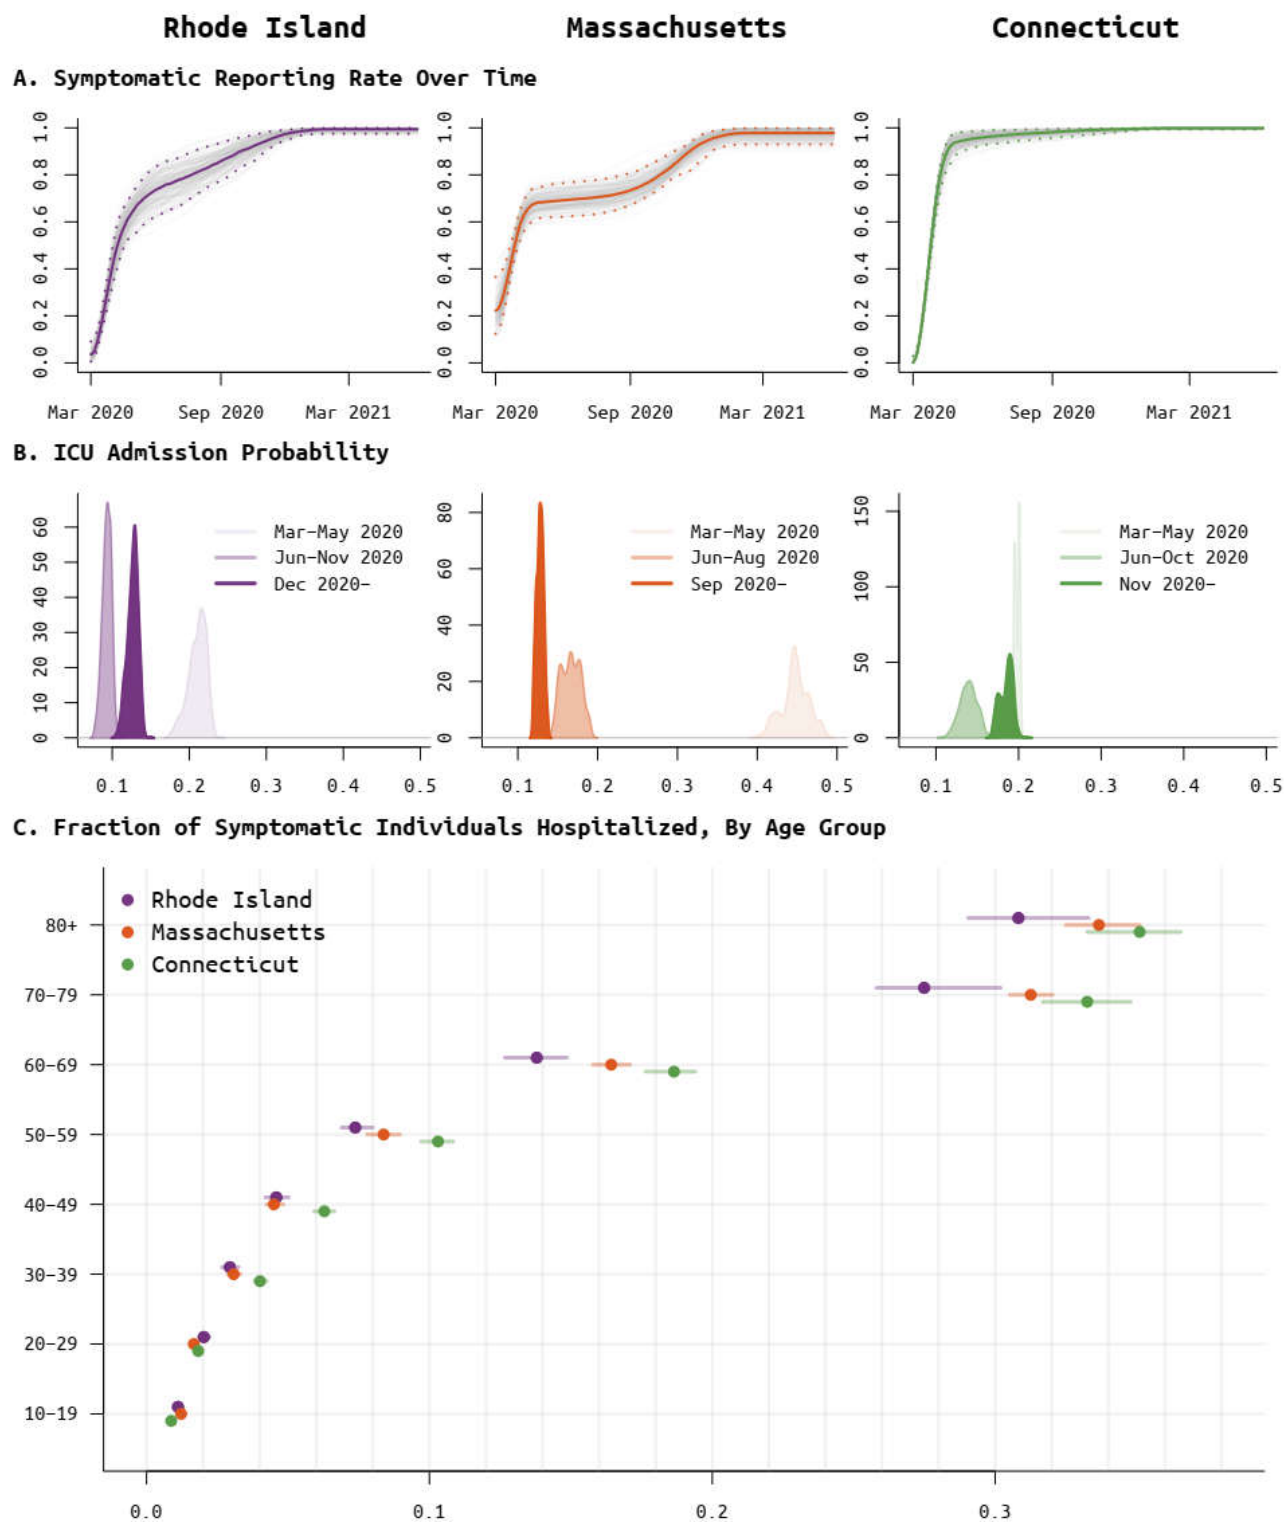 Rhode Island Massachusetts Connecticut
A. Symptomatic Reporting Rate Over Time
1.0 1.0 1.0
0.8 0.8 0.8
0.6 0.6 0.6
0.4 0.4 0.4
0.2 0.2 0.2
0.0 0.0 0.0
Mar 2020 Sep 2020 Mar 2021 Mar 2020 Sep 2020 Mar 2021 Mar 2020 Sep 2020 Mar 2021
B. ICU Admission Probability
60
50
40
30
20
10
0
Mar-May 2020
Jun-Nov 2020
Dec 2020-
0.1 0.2 0.3 0.4 0.5
80
60
40
20
0
Mar-May 2020
Jun-Aug 2020
Sep 2020-
0.1 0.2 0.3 0.4 0.5
150
100
50
0
Mar-May 2020
Jun-Oct 2020
Nov 2020-
0.1 0.2 0.3 0.4 0.5
C. Fraction of Symptomatic Individuals Hospitalized, By Age Group
Rhode Island
Massachusetts
Connecticut
80+
70-79
60-69
50-59
40-49
30-39
20-29
10-19
0.0 0.1 0.2 0.3